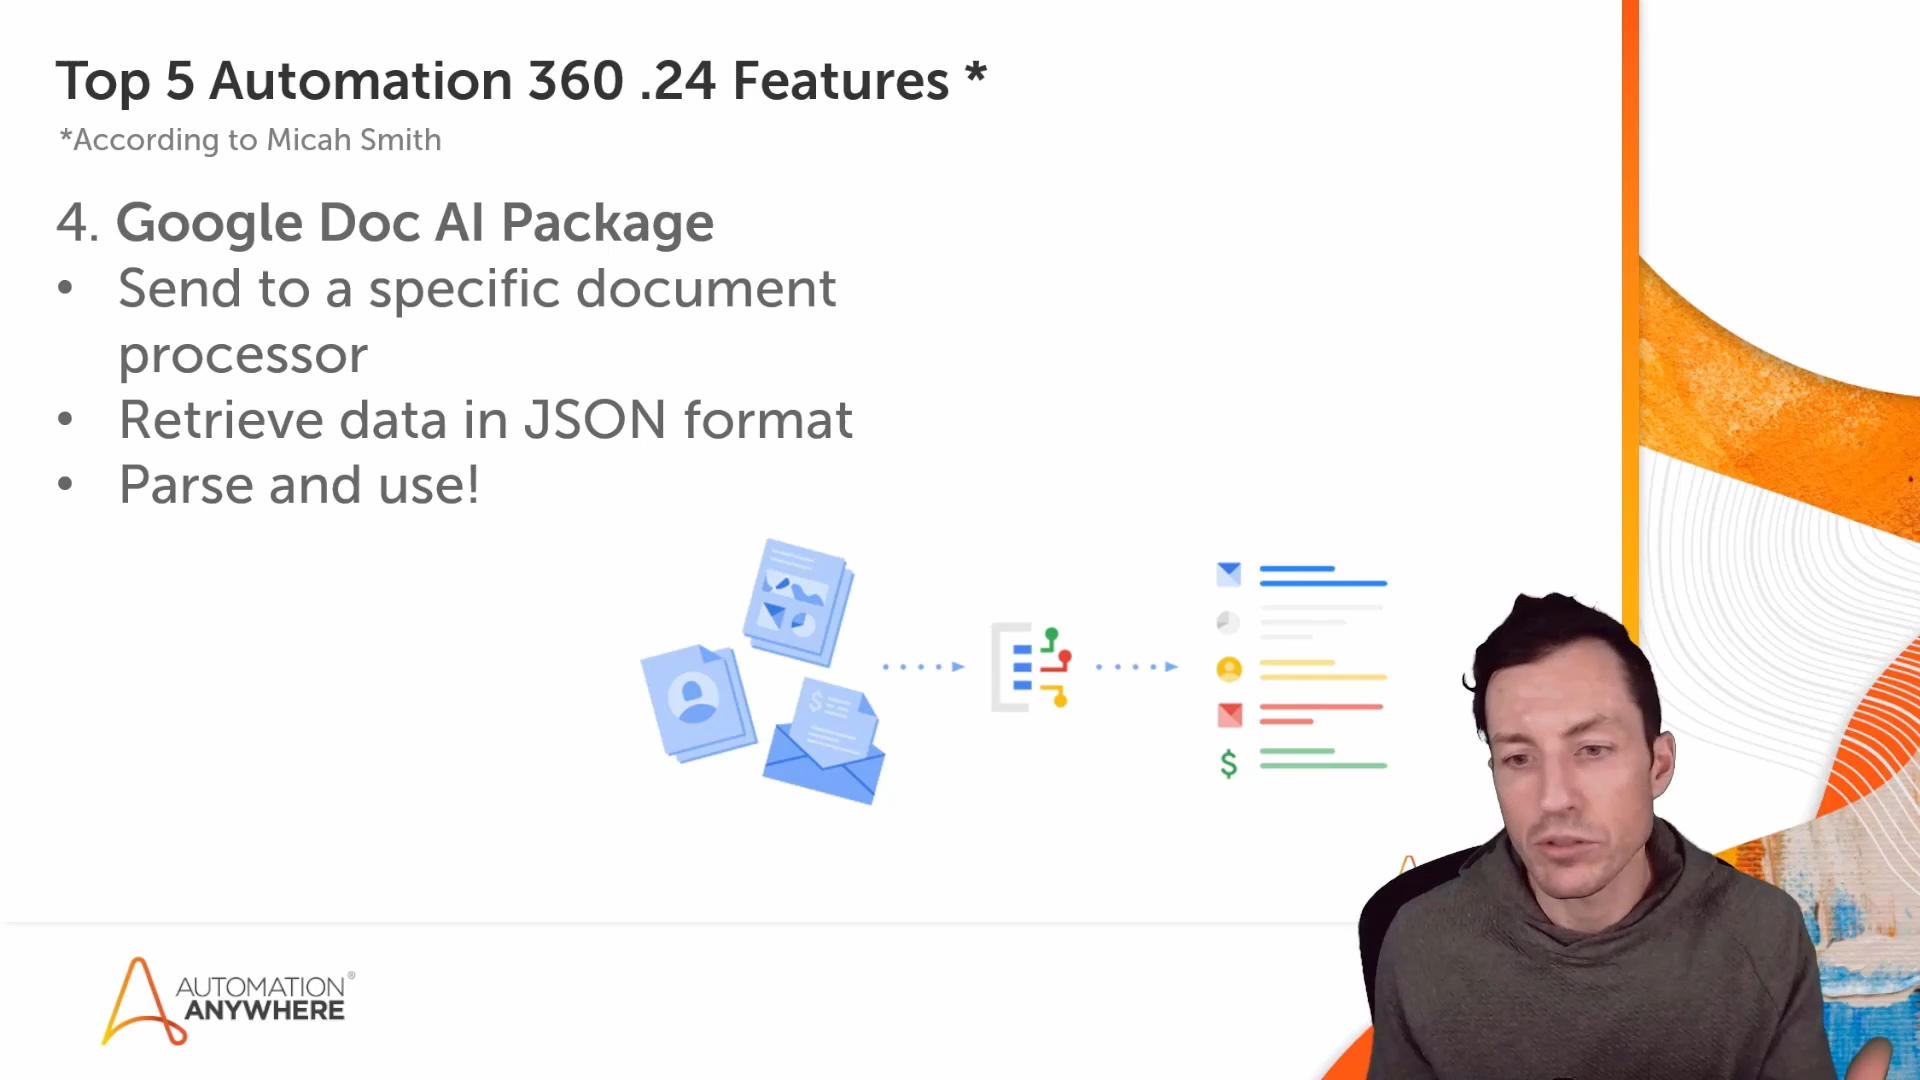 Top 5 Automation 360 .24 Features *
*According to Micah Smith
4. Google Doc AI Package
• Send to a specific document
processor
• Retrieve data in JSON format
• Parse and use!
$
$
AUTOMATION®
ANYWHERE